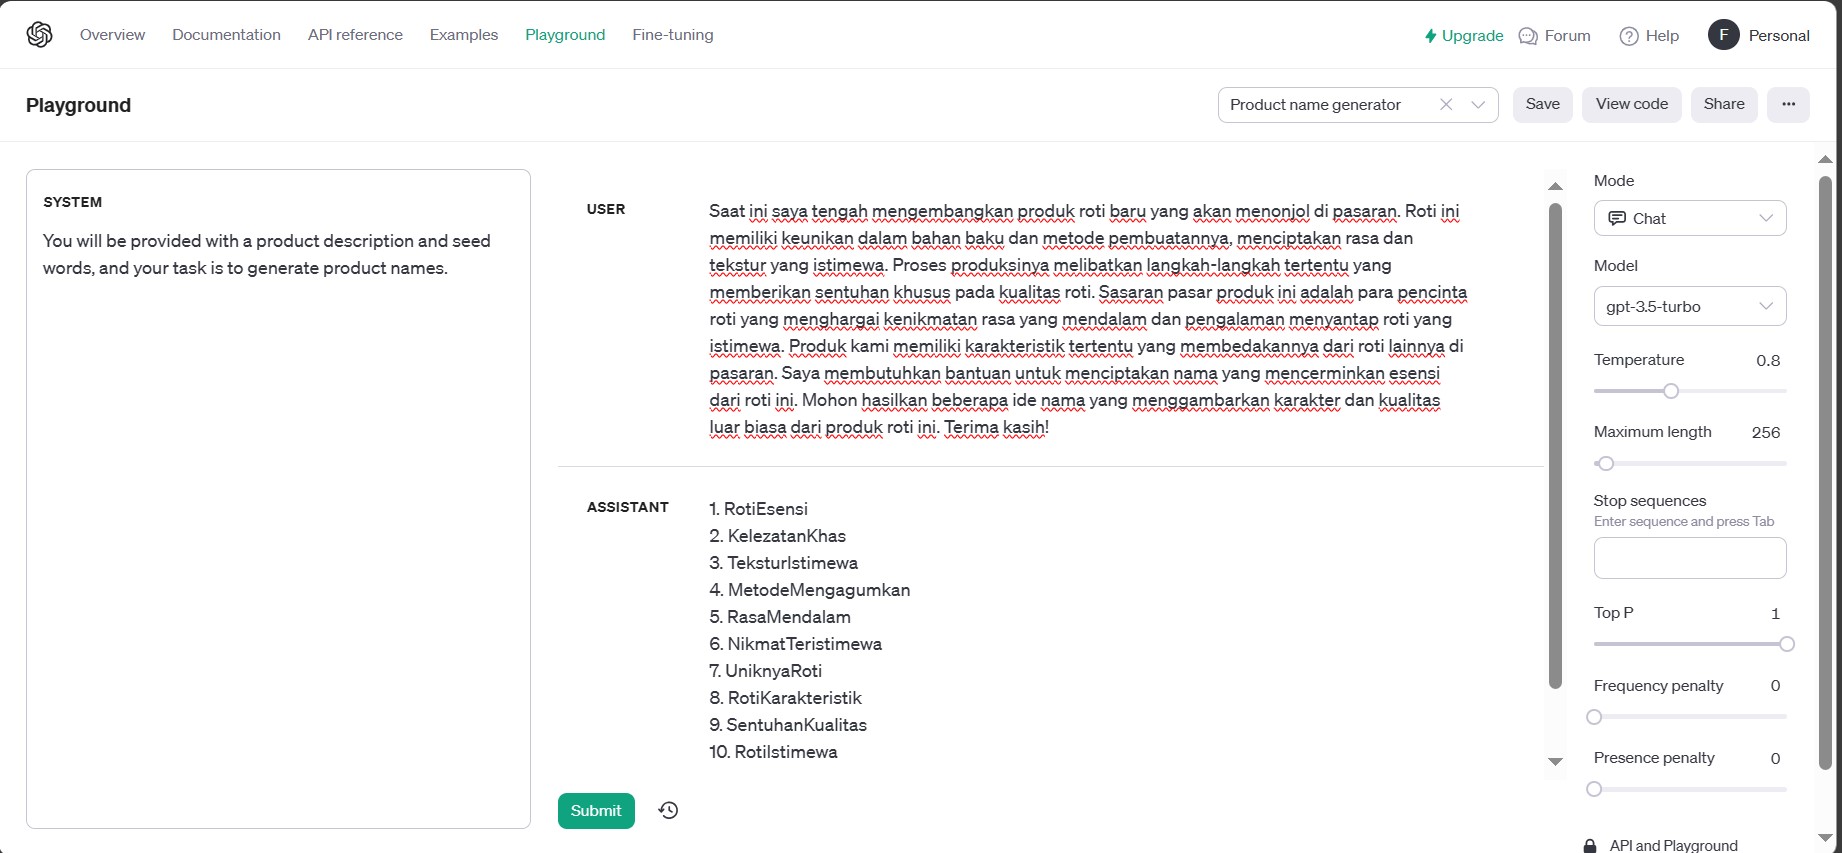 Overview Documentation API reference Examples Playground Fine-tuning Upgrade Forum Help F Personal
Playground
Product name generator Save View code Share ...
SYSTEM
You will be provided with a product description and seed
words, and your task is to generate product names.
USER
Saat ini saya tengah mengembangkan produk roti baru yang akan menonjol di pasaran. Roti ini
memiliki keunikan dalam bahan baku dan metode pembuatannya, menciptakan rasa dan
tekstur yang istimewa. Proses produksinya melibatkan langkah-langkah tertentu yang
memberikan sentuhan khusus pada kualitas roti. Sasaran pasar produk ini adalah para pencinta
roti yang menghargai kenikmatan rasa yang mendalam dan pengalaman menyantap roti yang
istimewa. Produk kami memiliki karakteristik tertentu yang membedakannya dari roti lainnya di
pasaran. Saya membutuhkan bantuan untuk menciptakan nama yang mencerminkan esensi
dari roti ini. Mohon hasilkan beberapa ide nama yang menggambarkan karakter dan kualitas
luar biasa dari produk roti ini. Terima kasih!
ASSISTANT
1. RotiEsensi
2. KelezatanKhas
3. TeksturIstimewa
4. MetodeMengagumkan
5. RasaMendalam
6. NikmatTeristimewa
7. UniknyaRoti
8. RotiKarakteristik
9. SentuhanKualitas
10. RotiIstimewa
Submit
Mode
Chat
Model
gpt-3.5-turbo
Temperature 0.8
Maximum length 256
Stop sequences
Enter sequence and press Tab
Top P 1
Frequency penalty 0
Presence penalty 0
API and Playground